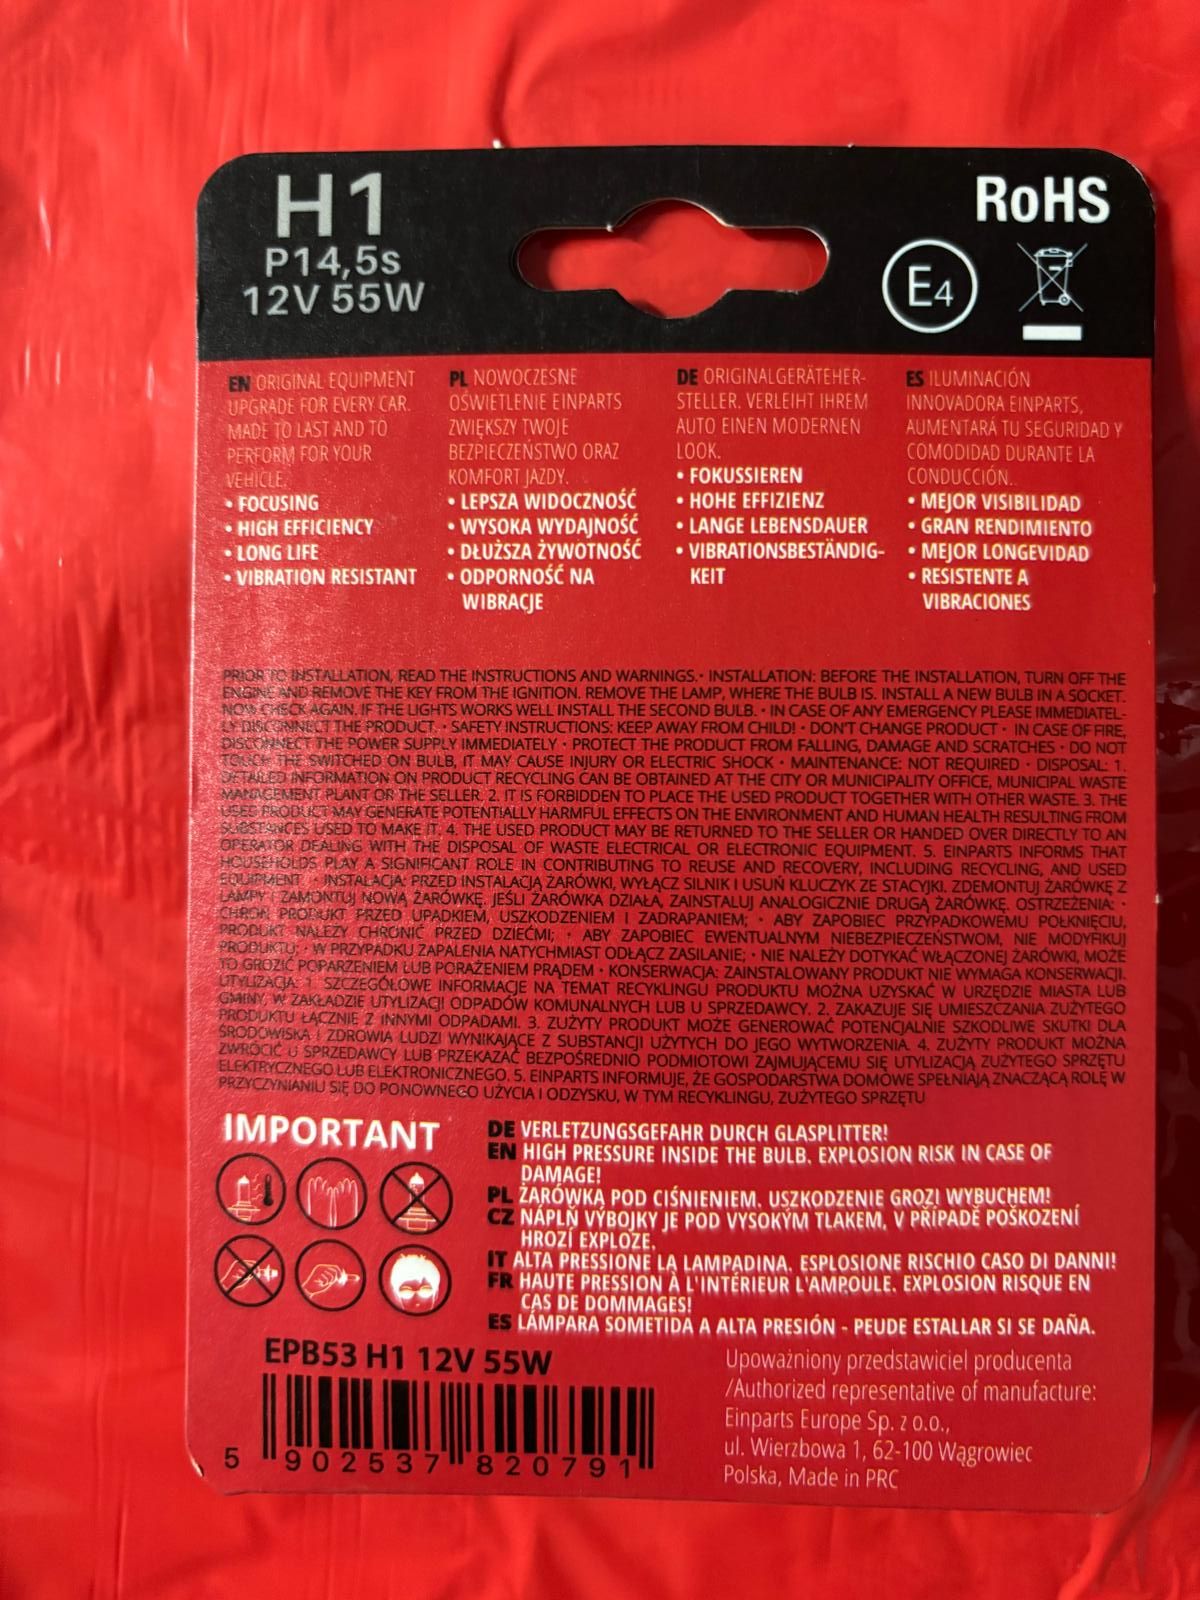 H1
P14,5s
12V 55W
RoHS
E4
EN ORIGINAL EQUIPMENT
UPGRADE FOR EVERY CAR.
MADE TO LAST AND TO
PERFORM FOR YOUR
VEHICLE.
• FOCUSING
• HIGH EFFICIENCY
• LONG LIFE
• VIBRATION RESISTANT
PL NOWOCZESNE
OŚWIETLENIE EINPARTS
ZWIĘKSZY TWOJE
BEZPIECZEŃSTWO ORAZ
KOMFORT JAZDY.
• LEPSZA WIDOCZNOŚĆ
• WYSOKA WYDAJNOŚĆ
• DŁUŻSZA ŻYWOTNOŚĆ
• ODPORNOŚĆ NA
WIBRACJE
DE ORIGINALGERÄTEHER-
STELLER. VERLEIHT IHREM
AUTO EINEN MODERNEN
LOOK.
• FOKUSSIEREN
• HOHE EFFIZIENZ
• LANGE LEBENSDAUER
• VIBRATIONSBESTÄNDIG-
KEIT
ES ILUMINACIÓN
INNOVADORA EINPARTS,
AUMENTARÁ TU SEGURIDAD Y
COMODIDAD DURANTE LA
CONDUCCIÓN..
• MEJOR VISIBILIDAD
• GRAN RENDIMIENTO
• MEJOR LONGEVIDAD
• RESISTENTE A
VIBRACIONES
PRIOR TO INSTALLATION, READ THE INSTRUCTIONS AND WARNINGS. • INSTALLATION: BEFORE THE INSTALLATION, TURN OFF THE
ENGINE AND REMOVE THE KEY FROM THE IGNITION. REMOVE THE LAMP, WHERE THE BULB IS. INSTALL A NEW BULB IN A SOCKET.
NOW CHECK AGAIN. IF THE LIGHTS WORKS WELL INSTALL THE SECOND BULB. • IN CASE OF ANY EMERGENCY PLEASE IMMEDIATEL-
LY DISCONNECT THE PRODUCT. • SAFETY INSTRUCTIONS: KEEP AWAY FROM CHILD! • DON'T CHANGE PRODUCT • IN CASE OF FIRE,
DISCONNECT THE POWER SUPPLY IMMEDIATELY • PROTECT THE PRODUCT FROM FALLING, DAMAGE AND SCRATCHES • DO NOT
TOUCH THE SWITCHED ON BULB, IT MAY CAUSE INJURY OR ELECTRIC SHOCK • MAINTENANCE: NOT REQUIRED • DISPOSAL: 1.
DETAILED INFORMATION ON PRODUCT RECYCLING CAN BE OBTAINED AT THE CITY OR MUNICIPALITY OFFICE, MUNICIPAL WASTE
MANAGEMENT PLANT OR THE SELLER. 2. IT IS FORBIDDEN TO PLACE THE USED PRODUCT TOGETHER WITH OTHER WASTE. 3. THE
USED PRODUCT MAY GENERATE POTENTIALLY HARMFUL EFFECTS ON THE ENVIRONMENT AND HUMAN HEALTH RESULTING FROM
SUBSTANCES USED TO MAKE IT. 4. THE USED PRODUCT MAY BE RETURNED TO THE SELLER OR HANDED OVER DIRECTLY TO AN
OPERATOR DEALING WITH THE DISPOSAL OF WASTE ELECTRICAL OR ELECTRONIC EQUIPMENT. 5. EINPARTS INFORMS THAT
HOUSEHOLDS PLAY A SIGNIFICANT ROLE IN CONTRIBUTING TO REUSE AND RECOVERY, INCLUDING RECYCLING, AND USED
EQUIPMENT • INSTALACJA: PRZED INSTALACJĄ ŻARÓWKI, WYŁĄCZ SILNIK I USUŃ KLUCZYK ZE STACYJKI. ZDEMONTUJ ŻARÓWKĘ Z
LAMPY I ZAMONTUJ NOWĄ ŻARÓWKĘ. JEŚLI ŻARÓWKA DZIAŁA, ZAINSTALUJ ANALOGICZNIE DRUGĄ ŻARÓWKĘ. OSTRZEŻENIA: •
CHROŃ PRODUKT PRZED UPADKIEM, USZKODZENIEM I ZADRAPANIEM; • ABY ZAPOBIEC PRZYPADKOWEMU POŁKNIĘCIU,
PRODUKT NALEŻY CHRONIĆ PRZED DZIEĆMI; • ABY ZAPOBIEC EWENTUALNYM NIEBEZPIECZEŃSTWOM, NIE MODYFIKUJ
PRODUKTU; • W PRZYPADKU ZAPALENIA NATYCHMIAST ODŁĄCZ ZASILANIE; • NIE NALEŻY DOTYKAĆ WŁĄCZONEJ ŻARÓWKI, MOŻE
TO GROZIĆ POPARZENIEM LUB PORAŻENIEM PRĄDEM • KONSERWACJA: ZAINSTALOWANY PRODUKT NIE WYMAGA KONSERWACJI.
UTYLIZACJA: 1. SZCZEGÓŁOWE INFORMACJE NA TEMAT RECYKLINGU PRODUKTU MOŻNA UZYSKAĆ W URZĘDZIE MIASTA LUB
GMINY, W ZAKŁADZIE UTYLIZACJI ODPADÓW KOMUNALNYCH LUB U SPRZEDAWCY. 2. ZAKAZUJE SIĘ UMIESZCZANIA ZUŻYTEGO
PRODUKTU ŁĄCZNIE Z INNYMI ODPADAMI. 3. ZUŻYTY PRODUKT MOŻE GENEROWAĆ POTENCJALNIE SZKODLIWE SKUTKI DLA
ŚRODOWISKA I ZDROWIA LUDZI WYNIKAJĄCE Z SUBSTANCJI UŻYTYCH DO JEGO WYTWORZENIA. 4. ZUŻYTY PRODUKT MOŻNA
ZWRÓCIĆ U SPRZEDAWCY LUB PRZEKAZAĆ BEZPOŚREDNIO PODMIOTOWI ZAJMUJĄCEMU SIĘ UTYLIZACJĄ ZUŻYTEGO SPRZĘTU
ELEKTRYCZNEGO LUB ELEKTRONICZNEGO. 5. EINPARTS INFORMUJE, ŻE GOSPODARSTWA DOMOWE SPEŁNIAJĄ ZNACZĄCĄ ROLĘ W
PRZYCZYNIANIU SIĘ DO PONOWNEGO UŻYCIA I ODZYSKU, W TYM RECYKLINGU, ZUŻYTEGO SPRZĘTU
IMPORTANT
DE VERLETZUNGSGEFAHR DURCH GLASPLITTER!
EN HIGH PRESSURE INSIDE THE BULB. EXPLOSION RISK IN CASE OF
DAMAGE!
PL ŻARÓWKA POD CIŚNIENIEM. USZKODZENIE GROZI WYBUCHEM!
CZ NÁPLŇ VÝBOJKY JE POD VYSOKÝM TLAKEM, V PŘÍPADĚ POŠKOZENÍ
HROZÍ EXPLOZE.
IT ALTA PRESSIONE LA LAMPADINA. ESPLOSIONE RISCHIO CASO DI DANNI!
FR HAUTE PRESSION À L'INTÉRIEUR L'AMPOULE. EXPLOSION RISQUE EN
CAS DE DOMMAGES!
ES LÁMPARA SOMETIDA A ALTA PRESIÓN - PEUDE ESTALLAR SI SE DAÑA.
EPB53 H1 12V 55W
5 902537 820791
Upoważniony przedstawiciel producenta
/Authorized representative of manufacture:
Einparts Europe Sp. z o.o.,
ul. Wierzbowa 1, 62-100 Wągrowiec
Polska, Made in PRC